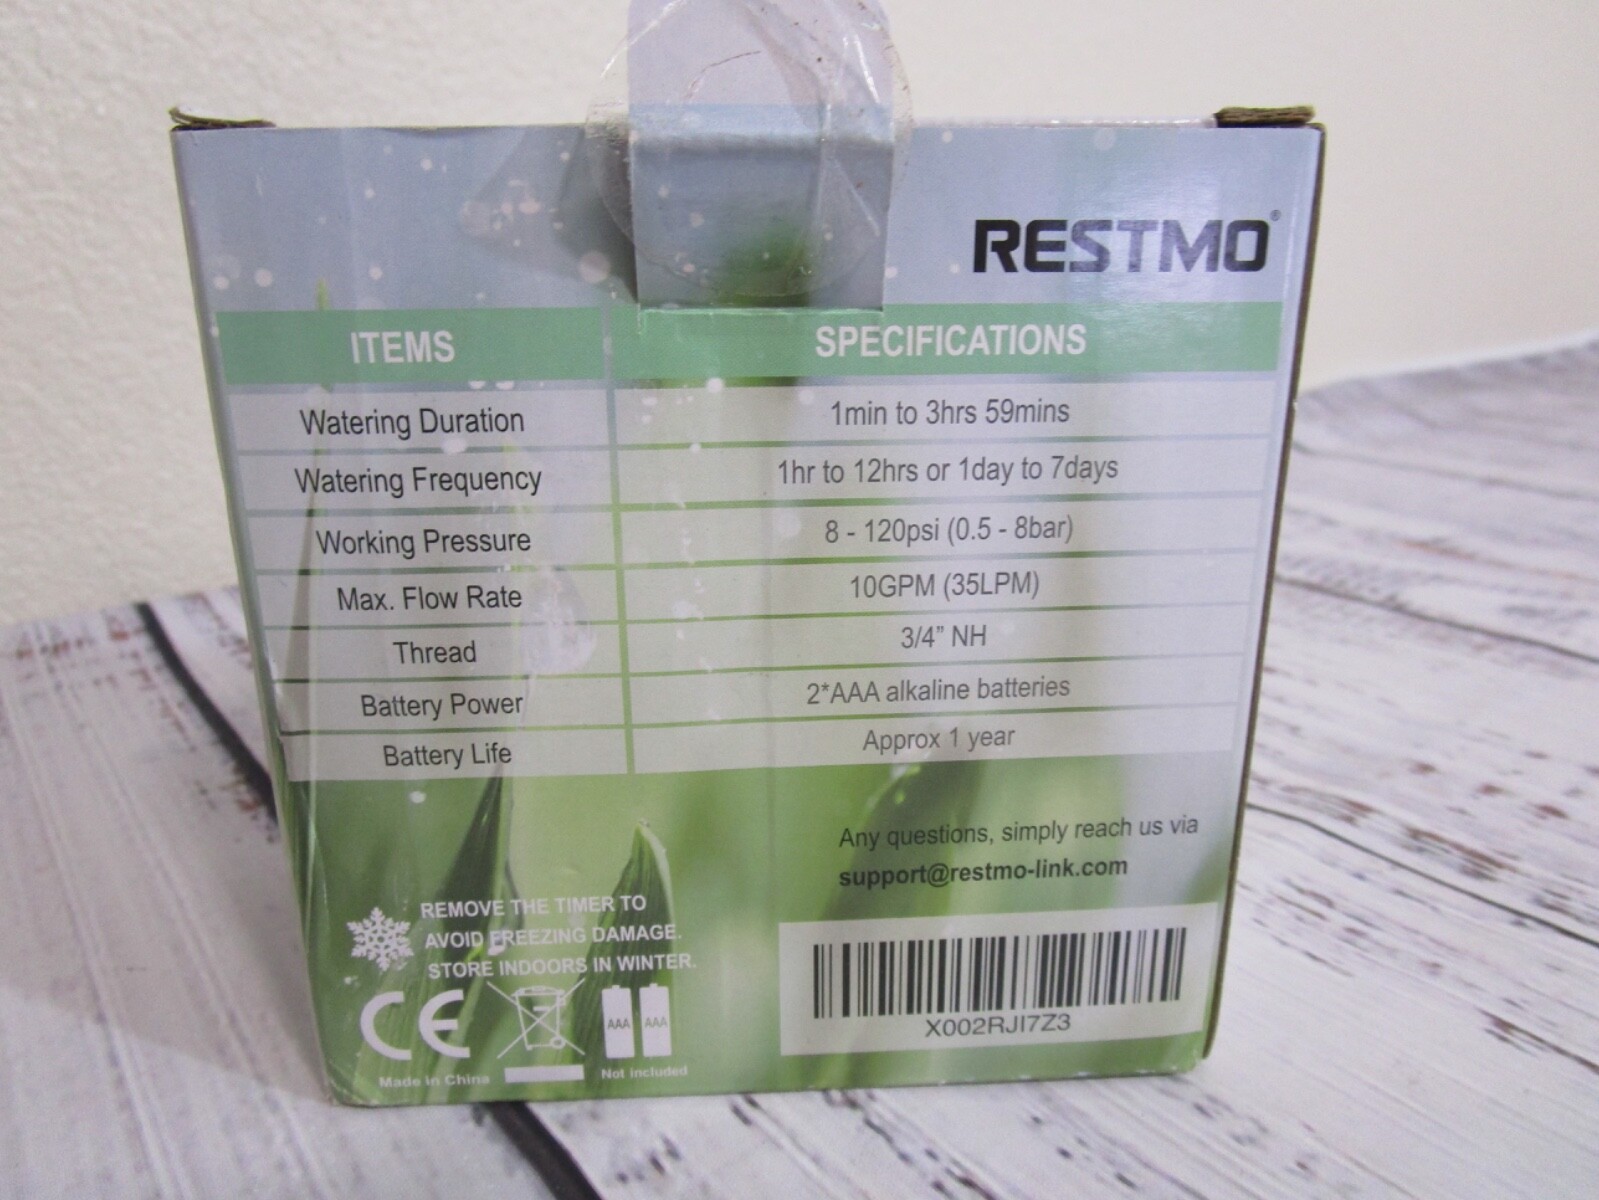 RESTMO®
ITEMS SPECIFICATIONS
Watering Duration 1min to 3hrs 59mins
Watering Frequency 1hr to 12hrs or 1day to 7days
Working Pressure 8 - 120psi (0.5 - 8bar)
Max. Flow Rate 10GPM (35LPM)
Thread 3/4” NH
Battery Power 2*AAA alkaline batteries
Battery Life Approx 1 year
Any questions, simply reach us via
support@restmo-link.com
REMOVE THE TIMER TO
AVOID FREEZING DAMAGE.
STORE INDOORS IN WINTER.
CE AAA AAA
Made in China Not included
X002RJI7Z3